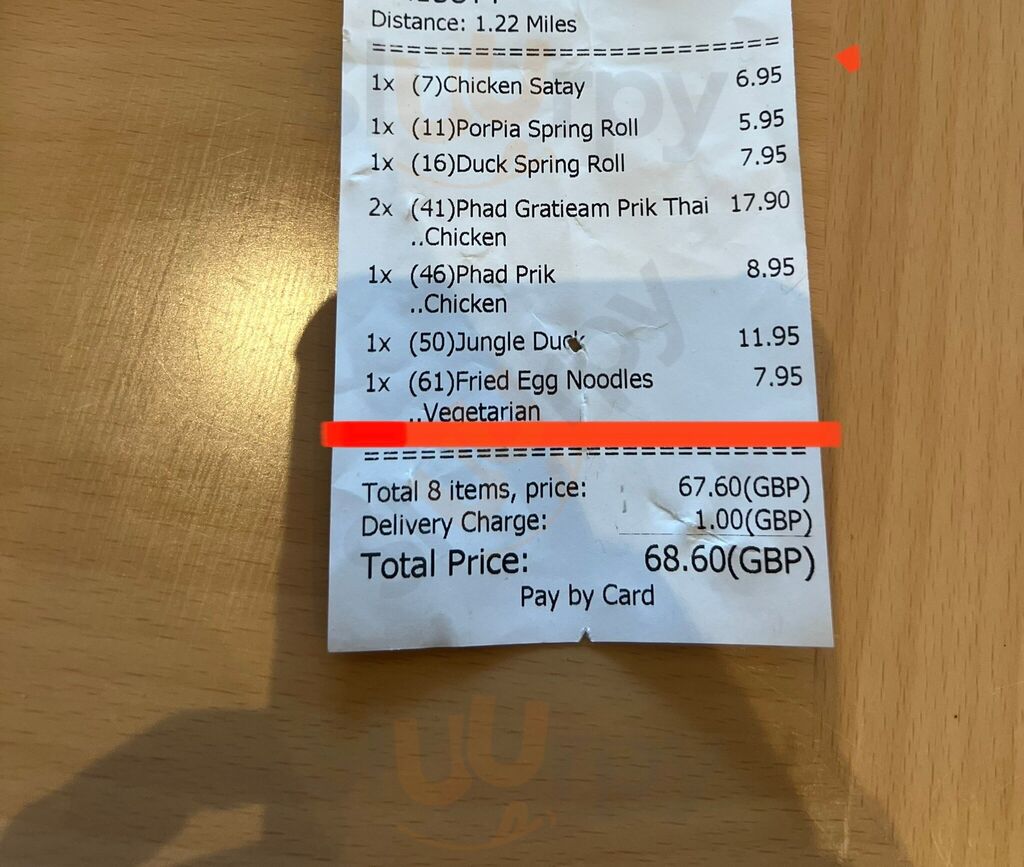 Distance: 1.22 Miles
==========================
1x (7)Chicken Satay 6.95
1x (11)PorPia Spring Roll 5.95
1x (16)Duck Spring Roll 7.95
2x (41)Phad Gratieam Prik Thai 17.90
..Chicken
1x (46)Phad Prik 8.95
..Chicken
1x (50)Jungle Duck 11.95
1x (61)Fried Egg Noodles 7.95
..Vegetarian
==========================
Total 8 items, price: 67.60(GBP)
Delivery Charge: 1.00(GBP)
Total Price: 68.60(GBP)
Pay by Card